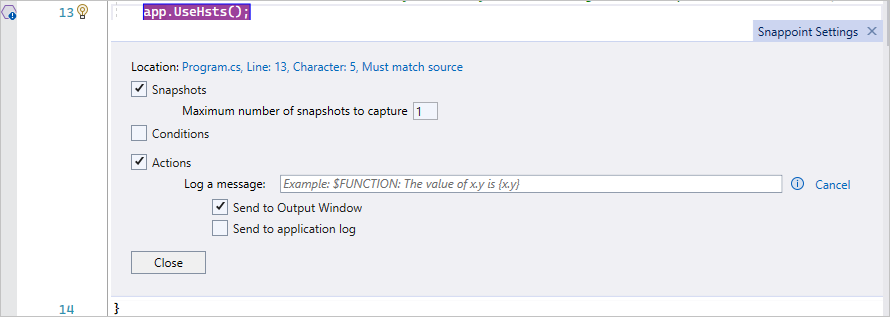 13 app.UseHsts();
Snappoint Settings
Location: Program.cs, Line: 13, Character: 5, Must match source
Snapshots
Maximum number of snapshots to capture 1
Conditions
Actions
Log a message: Example: $FUNCTION: The value of x.y is {x.y} Cancel
Send to Output Window
Send to application log
Close
14 }